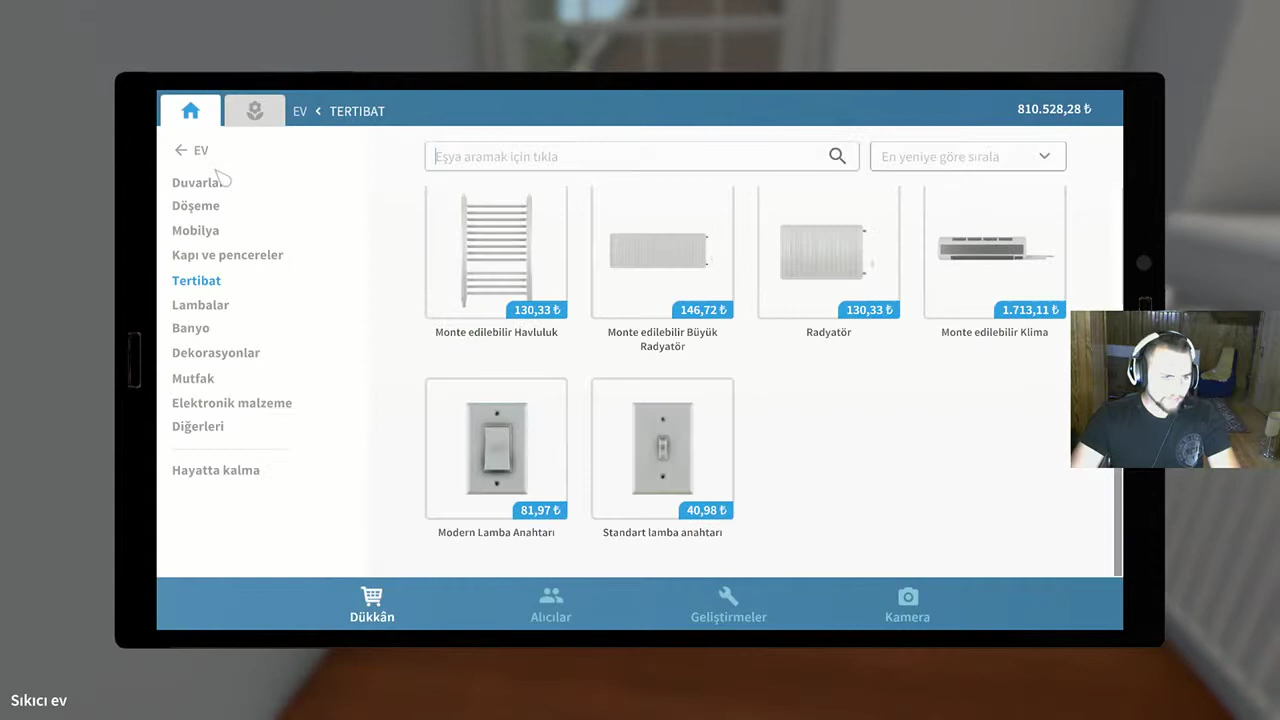 EV < TERTIBAT
810.528,28 ₺
EV
Duvarlar
Döşeme
Mobilya
Kapı ve pencereler
Tertibat
Lambalar
Banyo
Dekorasyonlar
Mutfak
Elektronik malzeme
Diğerleri
Hayatta kalma
Eşya aramak için tıkla
En yeniye göre sırala
130,33 ₺
146,72 ₺
130,33 ₺
1.713,11 ₺
Monte edilebilir Havluluk
Monte edilebilir Büyük
Radyatör
Radyatör
Monte edilebilir Klima
81,97 ₺
40,98 ₺
Modern Lamba Anahtarı
Standart lamba anahtarı
Dükkân
Alıcılar
Geliştirmeler
Kamera
Sıkıcı ev